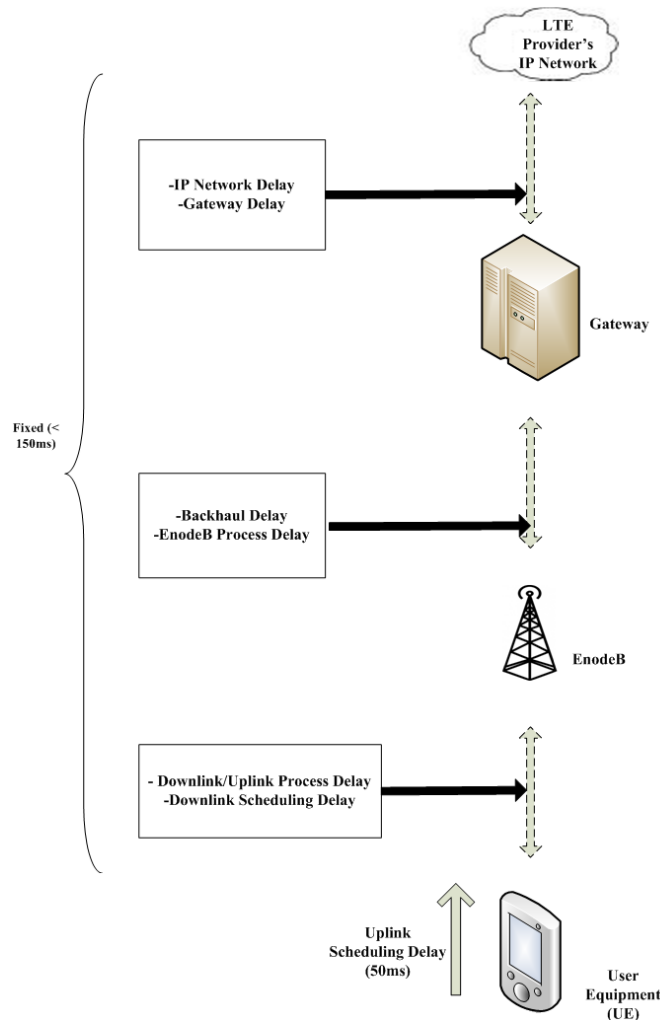 LTE
Provider's
IP Network
-IP Network Delay
-Gateway Delay
Gateway
Fixed (<
150ms)
-Backhaul Delay
-EnodeB Process Delay
EnodeB
- Downlink/Uplink Process Delay
-Downlink Scheduling Delay
Uplink
Scheduling Delay
(50ms)
User
Equipment
(UE)